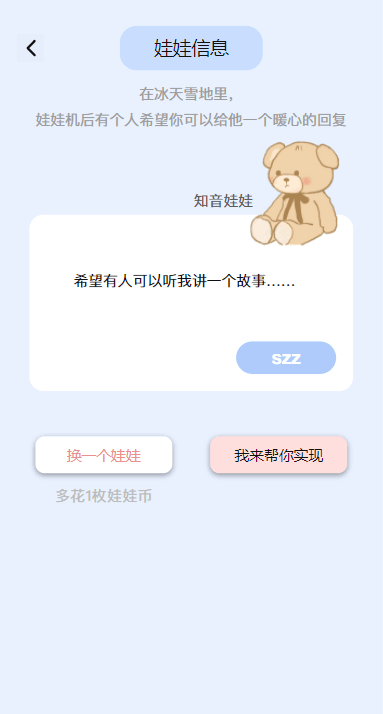 娃娃信息
在冰天雪地里,
娃娃机后有个人希望你可以给他一个暖心的回复
知音娃娃
希望有人可以听我讲一个故事……
szz
换一个娃娃
我来帮你实现
多花1枚娃娃币